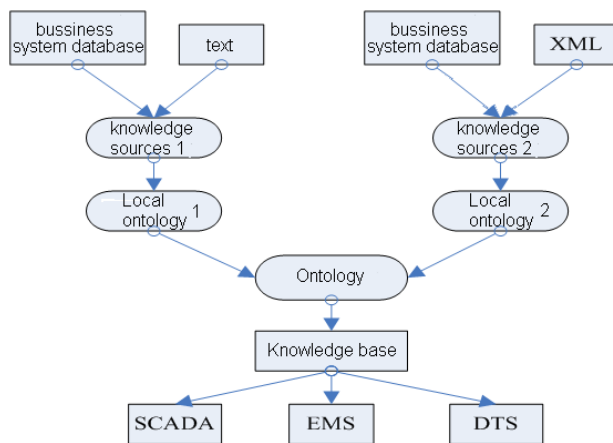 bussiness
system database
text
bussiness
system database
XML
knowledge
sources 1
knowledge
sources 2
Local
ontology 1
Local
ontology 2
Ontology
Knowledge base
SCADA
EMS
DTS